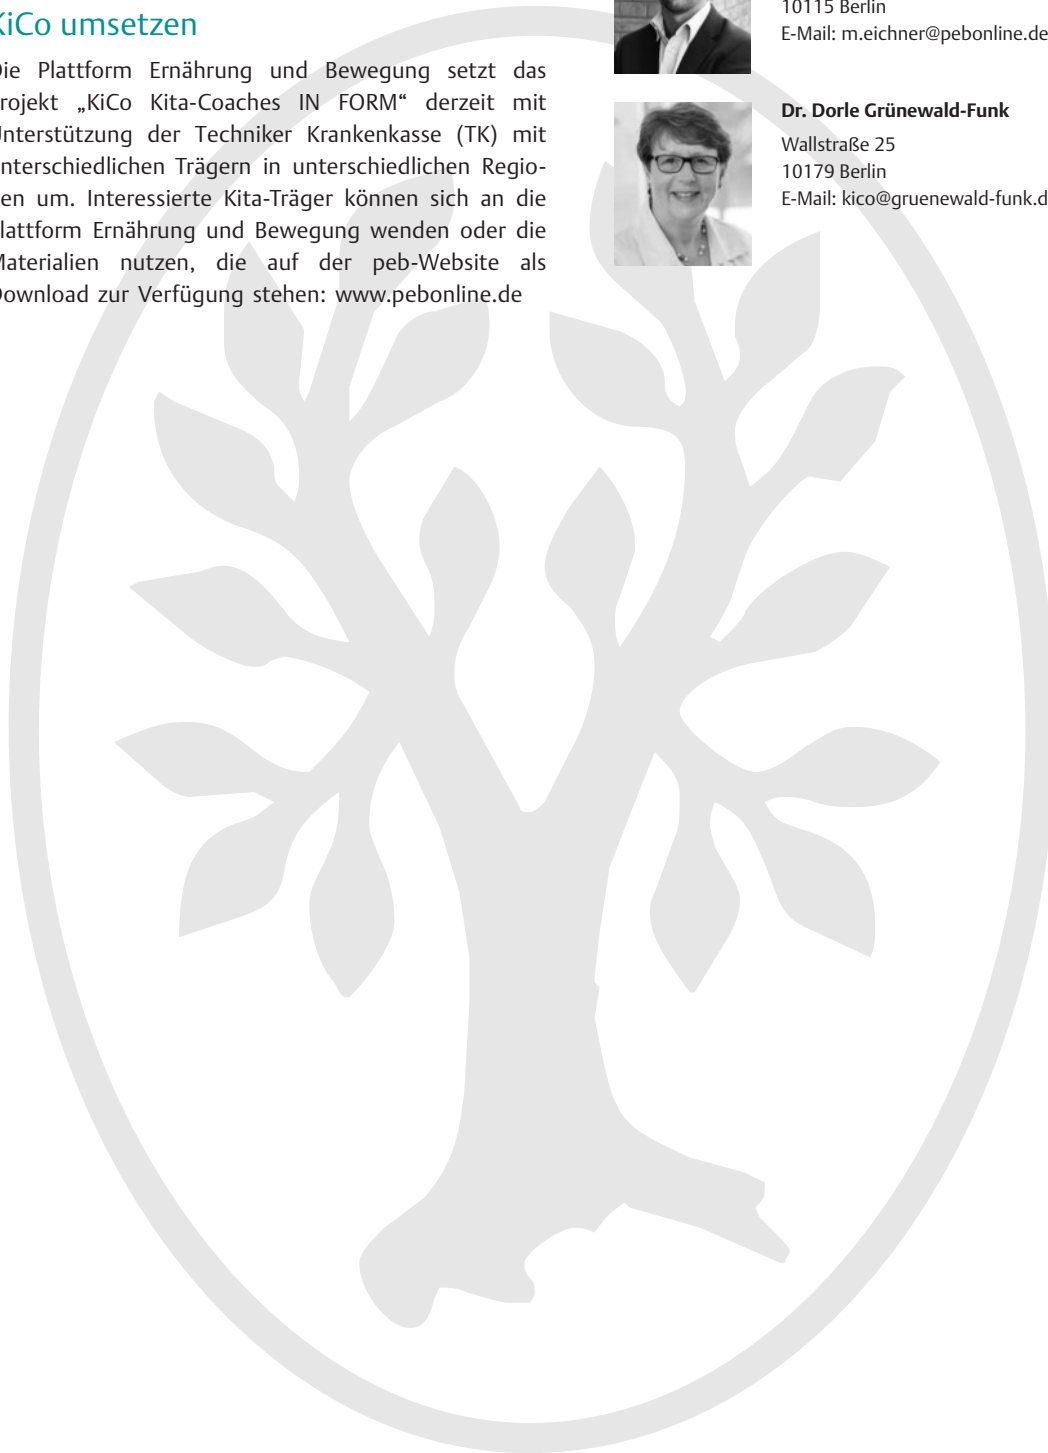 KiCo umsetzen
Die Plattform Ernährung und Bewegung setzt das
Projekt „KiCo Kita-Coaches IN FORM“ derzeit mit
Unterstützung der Techniker Krankenkasse (TK) mit
unterschiedlichen Trägern in unterschiedlichen Regio-
nen um. Interessierte Kita-Träger können sich an die
Plattform Ernährung und Bewegung wenden oder die
Materialien nutzen, die auf der peb-Website als
Download zur Verfügung stehen: www.pebonline.de
10115 Berlin
E-Mail: m.eichner@pebonline.de
Dr. Dorle Grünewald-Funk
Wallstraße 25
10179 Berlin
E-Mail: kico@gruenewald-funk.d